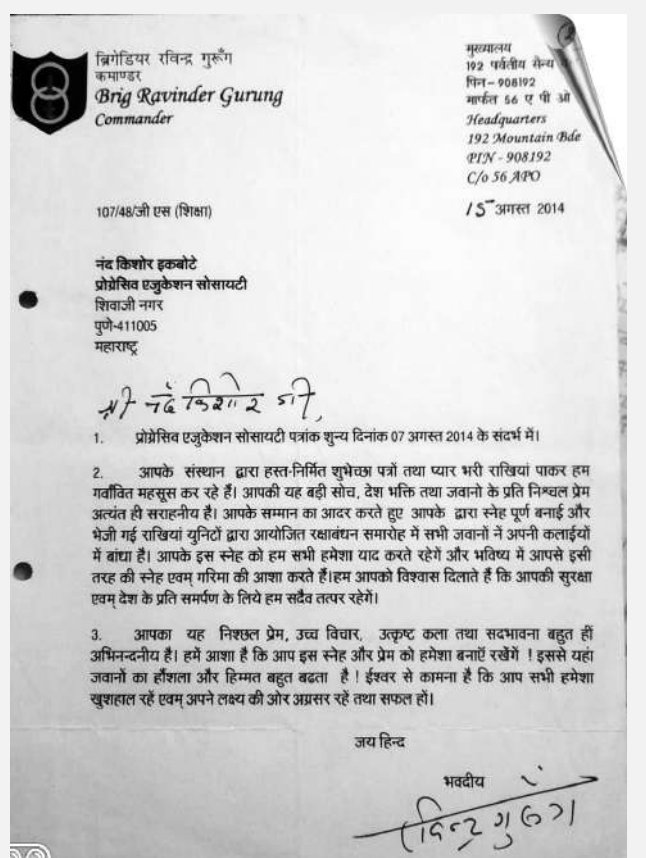 ब्रिगेडियर रविन्द्र गुरूँग
कमाण्डर
Brig Ravinder Gurung
Commander
मुख्यालय
192 पर्वतीय सैन्य
पिन- 908192
मार्फत 56 ए पी ओ
Headquarters
192 Mountain Bde
PIN - 908192
C/o 56 APO
107/48/जी एस (शिक्षा)
15 अगस्त 2014
नंद किशोर इकबोटे
प्रोग्रेसिव एजुकेशन सोसायटी
शिवाजी नगर
पुणे-411005
महाराष्ट्र
श्री नंद किशोर जी,
1. प्रोग्रेसिव एजुकेशन सोसायटी पत्रांक शुन्य दिनांक 07 अगस्त 2014 के संदर्भ में।
2. आपके संस्थान द्वारा हस्त-निर्मित शुभेच्छा पत्रों तथा प्यार भरी राखियां पाकर हम
गर्वांवित महसूस कर रहे हैं। आपकी यह बड़ी सोच, देश भक्ति तथा जवानो के प्रति निश्चल प्रेम
अत्यंत ही सराहनीय है। आपके सम्मान का आदर करते हुए आपके द्वारा स्नेह पूर्ण बनाई और
भेजी गई राखियां युनिटों द्वारा आयोजित रक्षाबंधन समारोह में सभी जवानों नें अपनी कलाईयों
में बांधा है। आपके इस स्नेह को हम सभी हमेशा याद करते रहेगें और भविष्य में आपसे इसी
तरह की स्नेह एवम् गरिमा की आशा करते हैं।हम आपको विश्वास दिलाते हैं कि आपकी सुरक्षा
एवम् देश के प्रति समर्पण के लिये हम सदैव तत्पर रहेगें।
3. आपका यह निश्छल प्रेम, उच्च विचार, उत्कृष्ट कला तथा सदभावना बहुत हीं
अभिनन्दनीय है। हमें आशा है कि आप इस स्नेह और प्रेम को हमेशा बनाएँ रखेंगें ! इससे यहां
जवानों का हौंशला और हिम्मत बहुत बढता है ! ईश्वर से कामना है कि आप सभी हमेशा
खुशहाल रहें एवम् अपने लक्ष्य की ओर अग्रसर रहें तथा सफल हों।
जय हिन्द
भवदीय
रविन्द्र गुरूंग